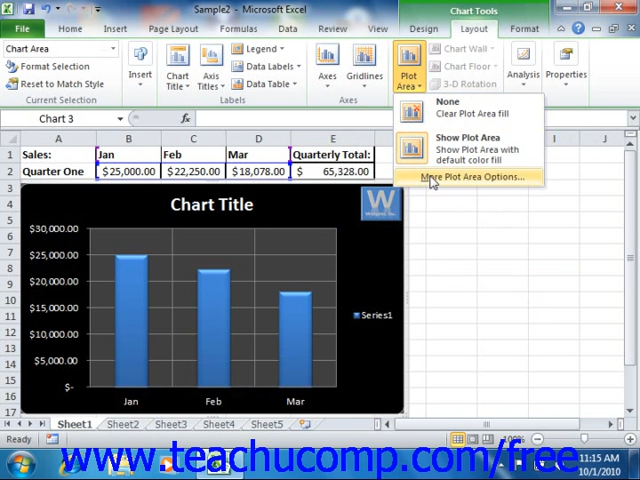 Sample2 - Microsoft Excel
Chart Tools
File Home Insert Page Layout Formulas Data Review View Design Layout Format
Chart Area
Format Selection
Reset to Match Style
Current Selection
Insert
Chart Title
Axis Titles
Legend
Data Labels
Data Table
Labels
Axes
Gridlines
Axes
Plot Area
Chart Wall
Chart Floor
3-D Rotation
Analysis
Properties
None
Clear Plot Area fill
Show Plot Area
Show Plot Area with
default color fill
More Plot Area Options...
Chart 3
A B C D E I J
1 Sales: Jan Feb Mar Quarterly Total:
2 Quarter One $25,000.00 $22,250.00 $18,078.00 $ 65,328.00
3
4
5
6
7
8
9
10
11
12
13
14
15
16
17
Chart Title
W
$30,000.00
$25,000.00
$20,000.00
$15,000.00
$10,000.00
$5,000.00
$-
Jan Feb Mar
Series1
Sheet1 Sheet2 Sheet3 Sheet4 Sheet5
Ready
100%
www.teachucomp.com/free
11:15 AM
10/1/2010